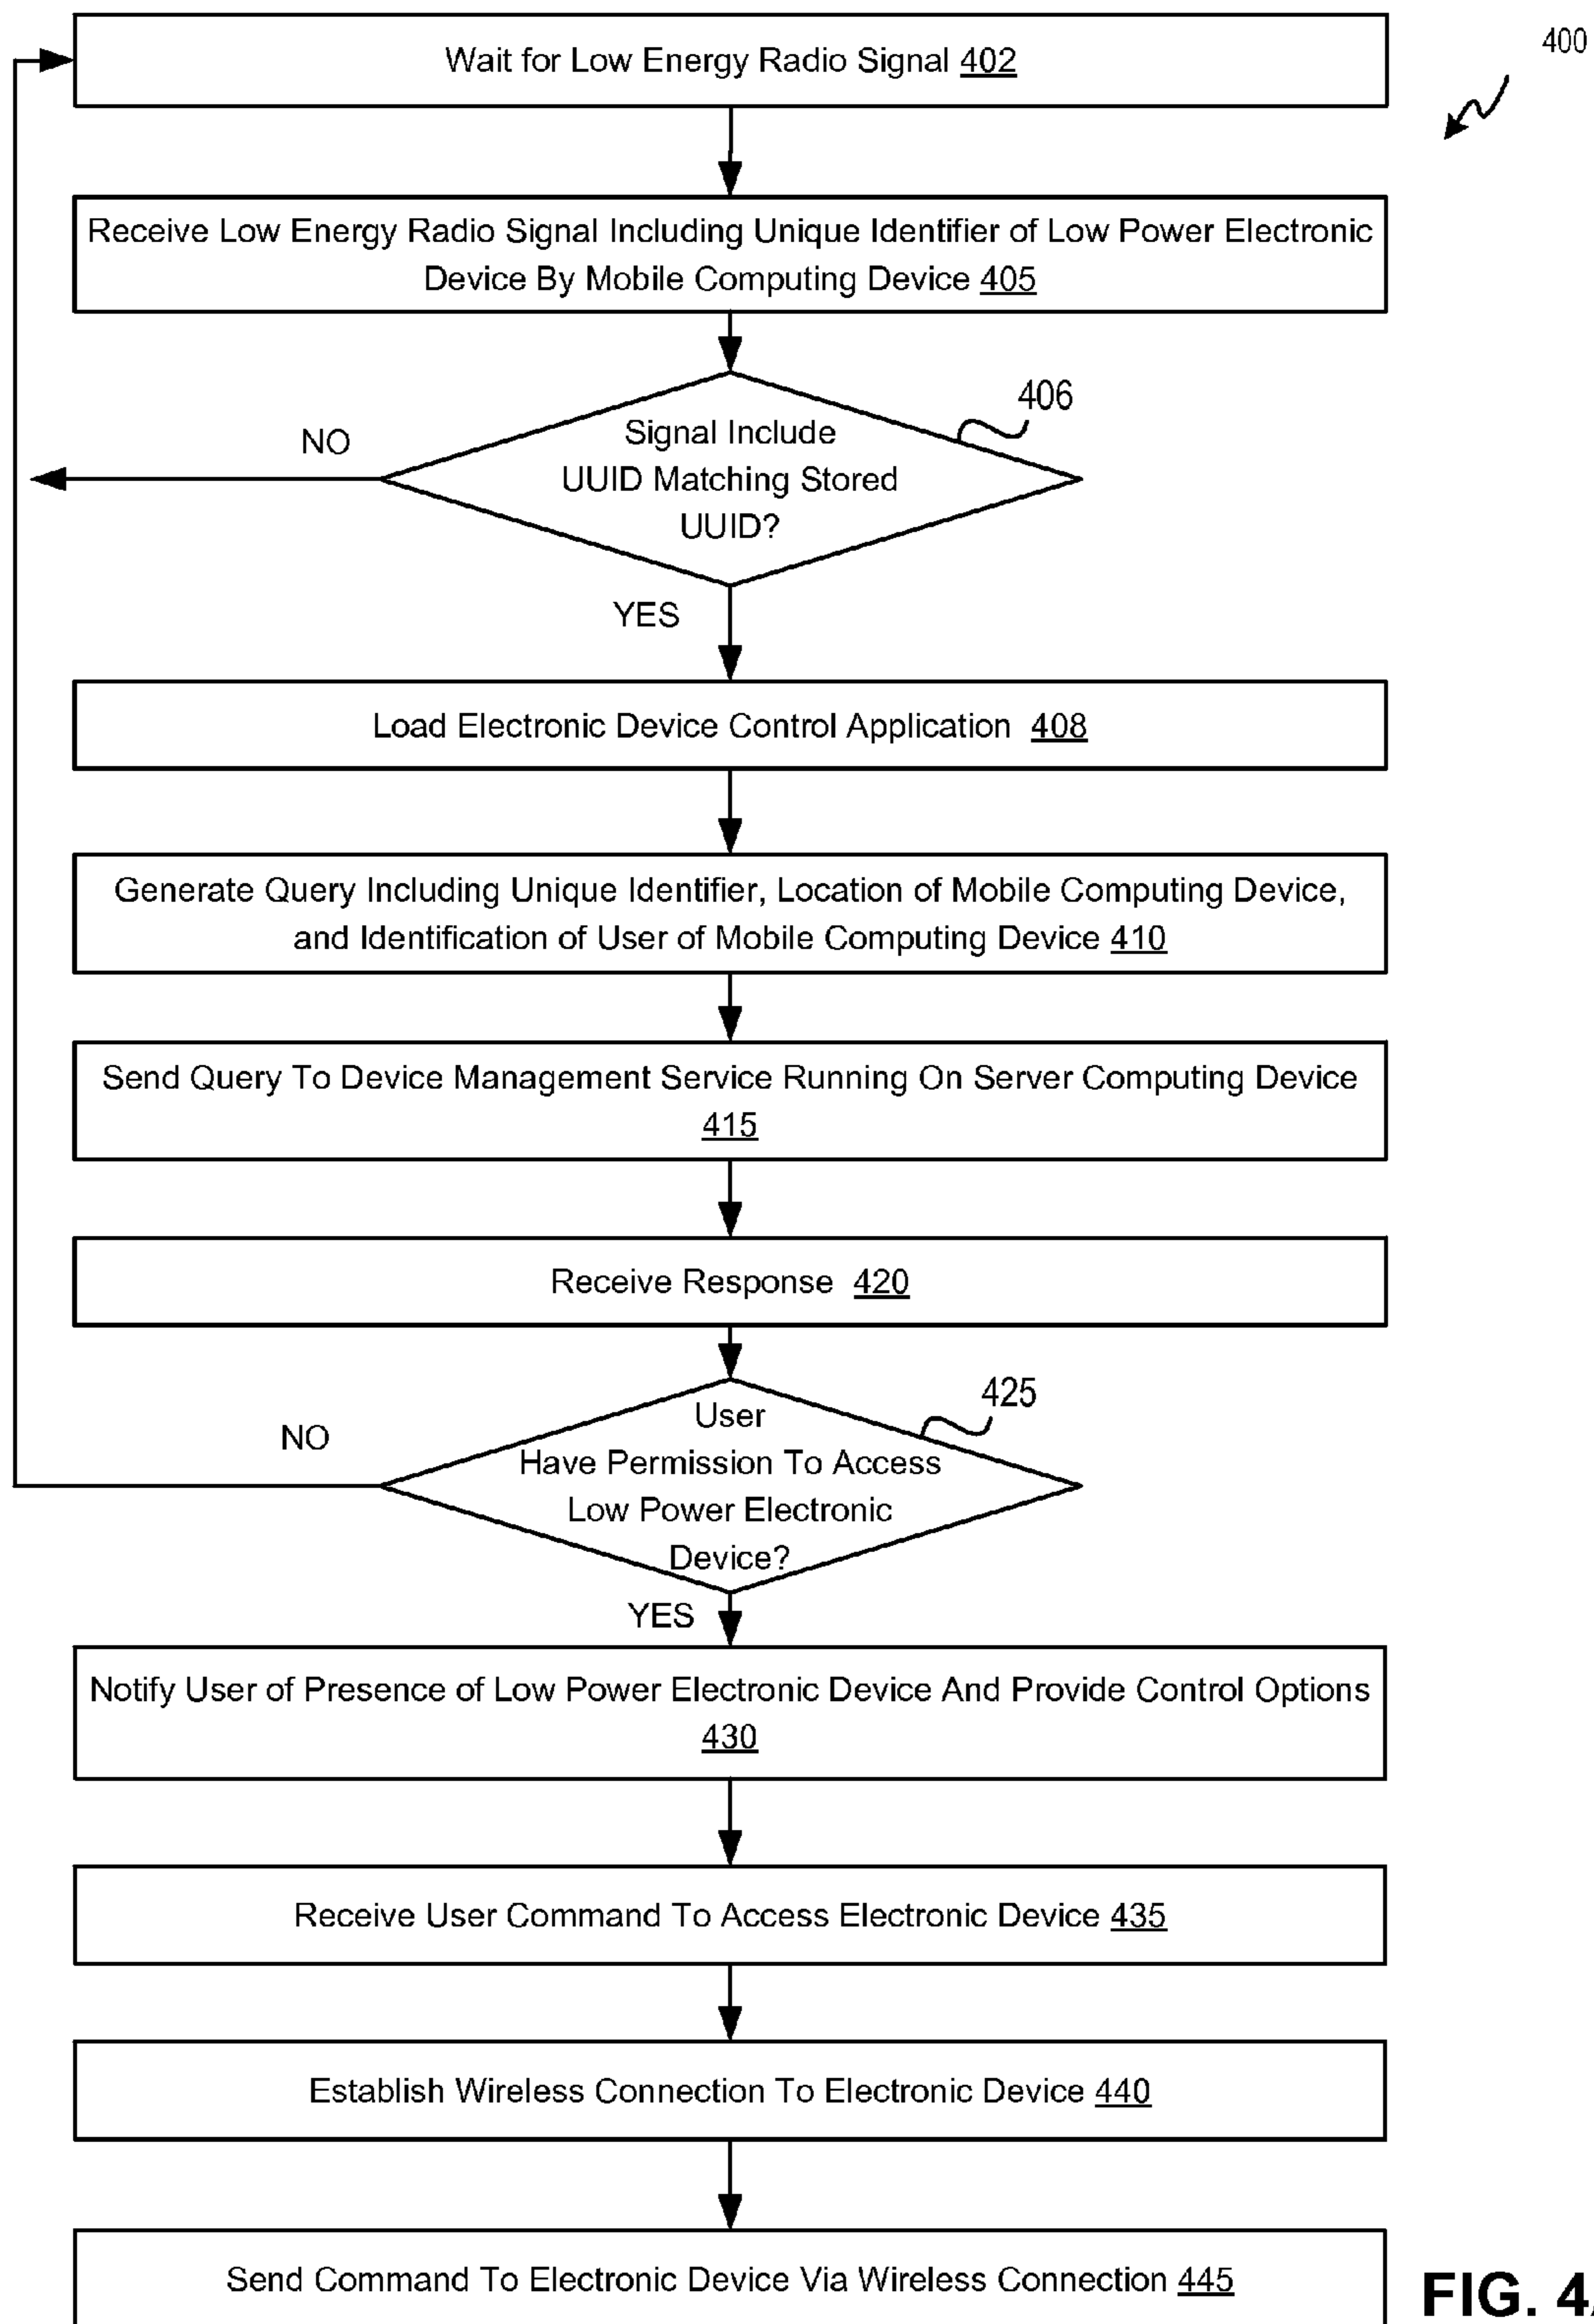 400
Wait for Low Energy Radio Signal 402
Receive Low Energy Radio Signal Including Unique Identifier of Low Power Electronic
Device By Mobile Computing Device 405
406
Signal Include
UUID Matching Stored
UUID?
NO
YES
Load Electronic Device Control Application 408
Generate Query Including Unique Identifier, Location of Mobile Computing Device,
and Identification of User of Mobile Computing Device 410
Send Query To Device Management Service Running On Server Computing Device
415
Receive Response 420
425
User
Have Permission To Access
Low Power Electronic
Device?
NO
YES
Notify User of Presence of Low Power Electronic Device And Provide Control Options
430
Receive User Command To Access Electronic Device 435
Establish Wireless Connection To Electronic Device 440
Send Command To Electronic Device Via Wireless Connection 445
FIG. 4